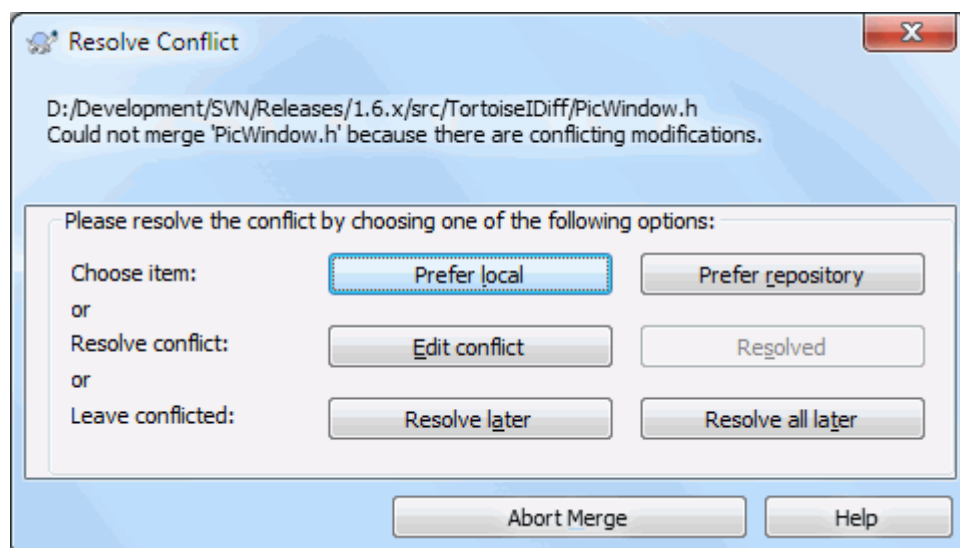 Resolve Conflict
D:/Development/SVN/Releases/1.6.x/src/TortoiseIDiff/PicWindow.h
Could not merge 'PicWindow.h' because there are conflicting modifications.
Please resolve the conflict by choosing one of the following options:
Choose item: Prefer local Prefer repository
or
Resolve conflict: Edit conflict Resolved
or
Leave conflicted: Resolve later Resolve all later
Abort Merge Help